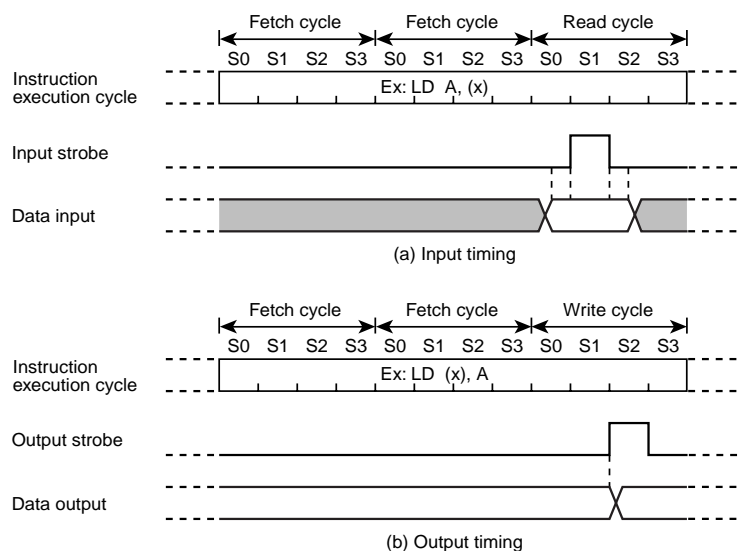 Fetch cycle Fetch cycle Read cycle
S0 S1 S2 S3 S0 S1 S2 S3 S0 S1 S2 S3
Instruction
execution cycle
Ex: LD A, (x)
Input strobe
Data input
(a) Input timing
Fetch cycle Fetch cycle Write cycle
S0 S1 S2 S3 S0 S1 S2 S3 S0 S1 S2 S3
Instruction
execution cycle
Ex: LD (x), A
Output strobe
Data output
(b) Output timing